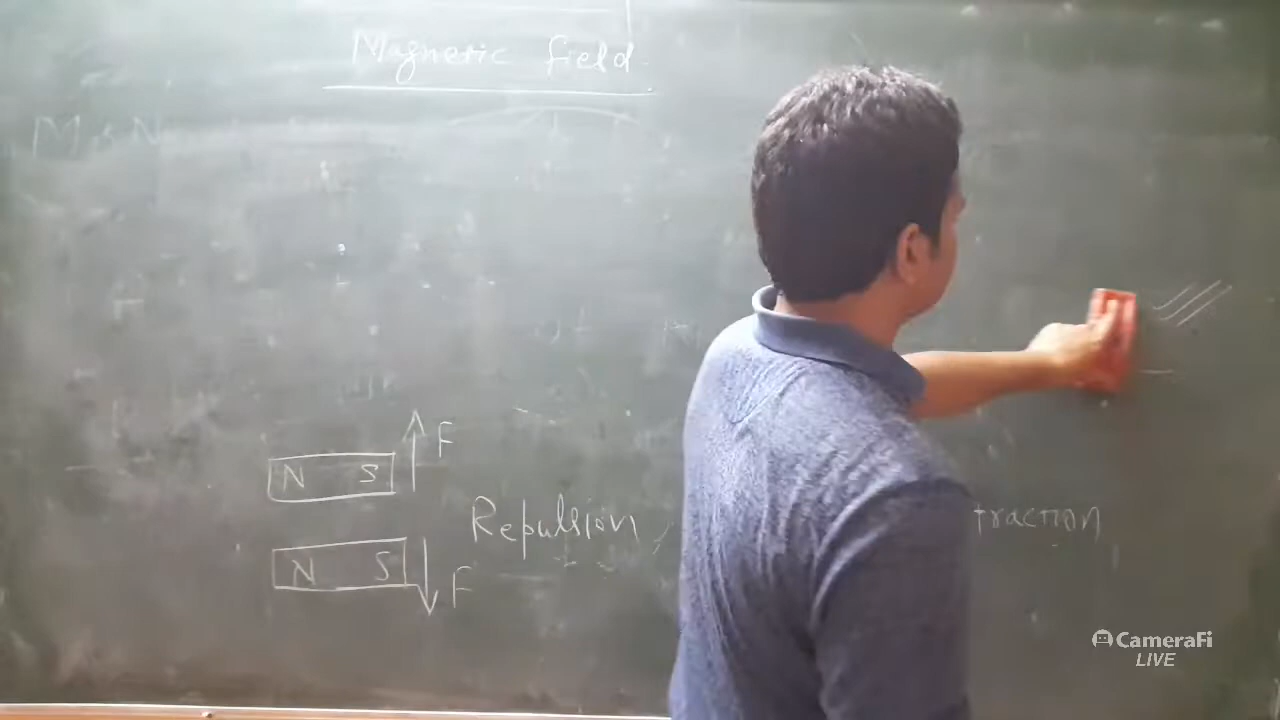 Magnetic field
N S
F
Repulsion
traction
N S
F
CameraFi
LIVE